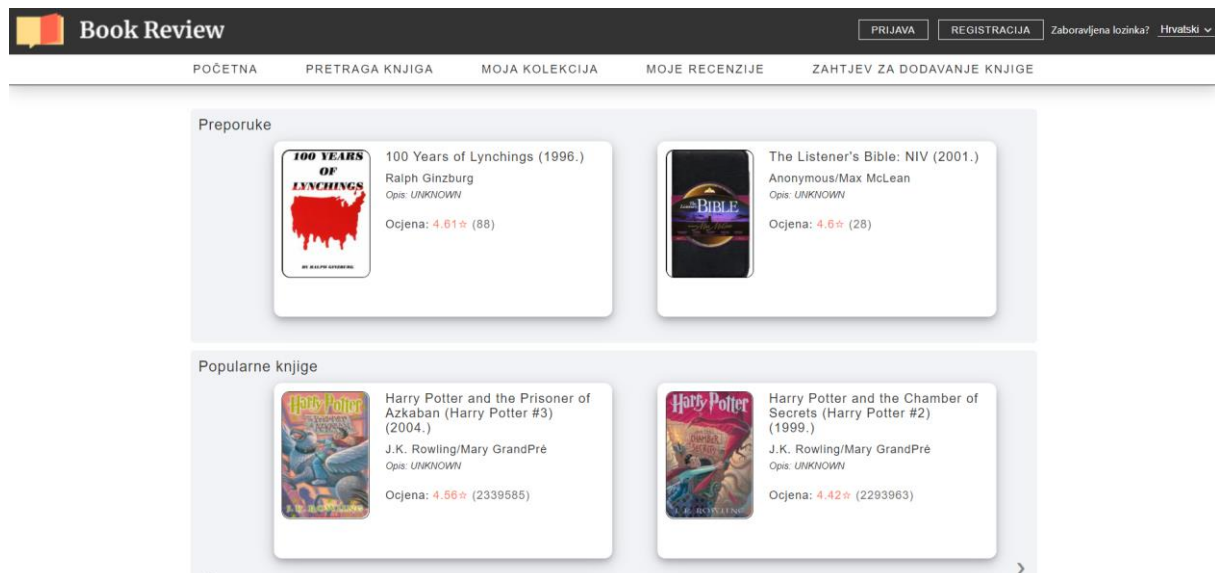 Book Review
PRIJAVA
REGISTRACIJA
Zaboravljena lozinka?
Hrvatski
POČETNA
PRETRAGA KNJIGA
MOJA KOLEKCIJA
MOJE RECENZIJE
ZAHTJEV ZA DODAVANJE KNJIGE
Preporuke
100 YEARS
OF
LYNCHINGS
BY RALPH GINZBURG
100 Years of Lynchings (1996.)
Ralph Ginzburg
Opis: UNKNOWN
Ocjena: 4.61☆ (88)
BIBLE
The Listener's Bible: NIV (2001.)
Anonymous/Max McLean
Opis: UNKNOWN
Ocjena: 4.6☆ (28)
Popularne knjige
Harry Potter
J.K. ROWLING
Harry Potter and the Prisoner of
Azkaban (Harry Potter #3)
(2004.)
J.K. Rowling/Mary GrandPré
Opis: UNKNOWN
Ocjena: 4.56☆ (2339585)
Harry Potter
J.K. ROWLING
Harry Potter and the Chamber of
Secrets (Harry Potter #2)
(1999.)
J.K. Rowling/Mary GrandPré
Opis: UNKNOWN
Ocjena: 4.42☆ (2293963)